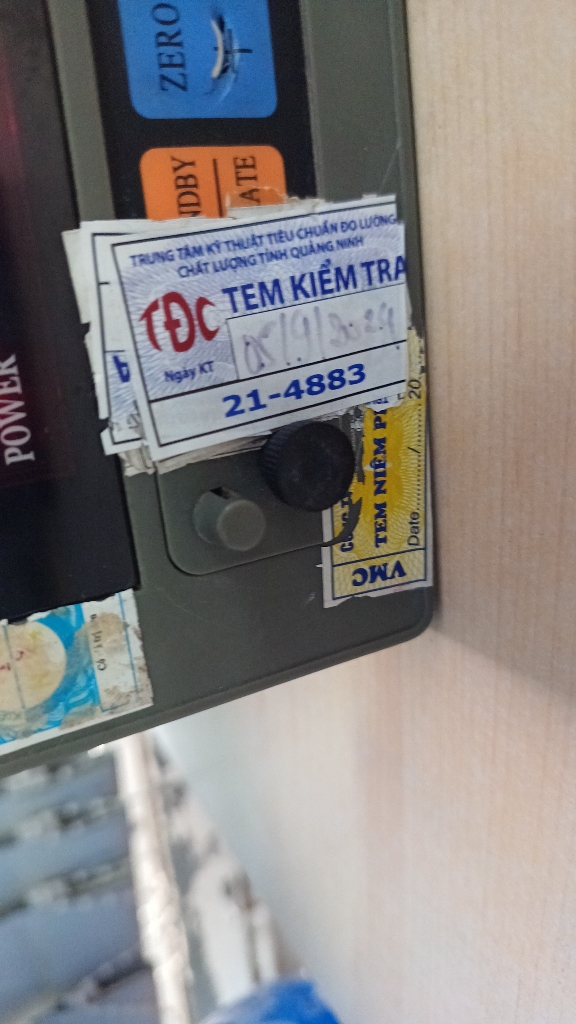 ZERO
NDBY
ATE
POWER
TRUNG TÂM KỸ THUẬT TIÊU CHUẨN ĐO LƯỜNG
CHẤT LƯỢNG TỈNH QUẢNG NINH
TĐC
TEM KIỂM TRA
Ngày KT
21-4883
TEM NIÊM P
Date............/............20
VMC